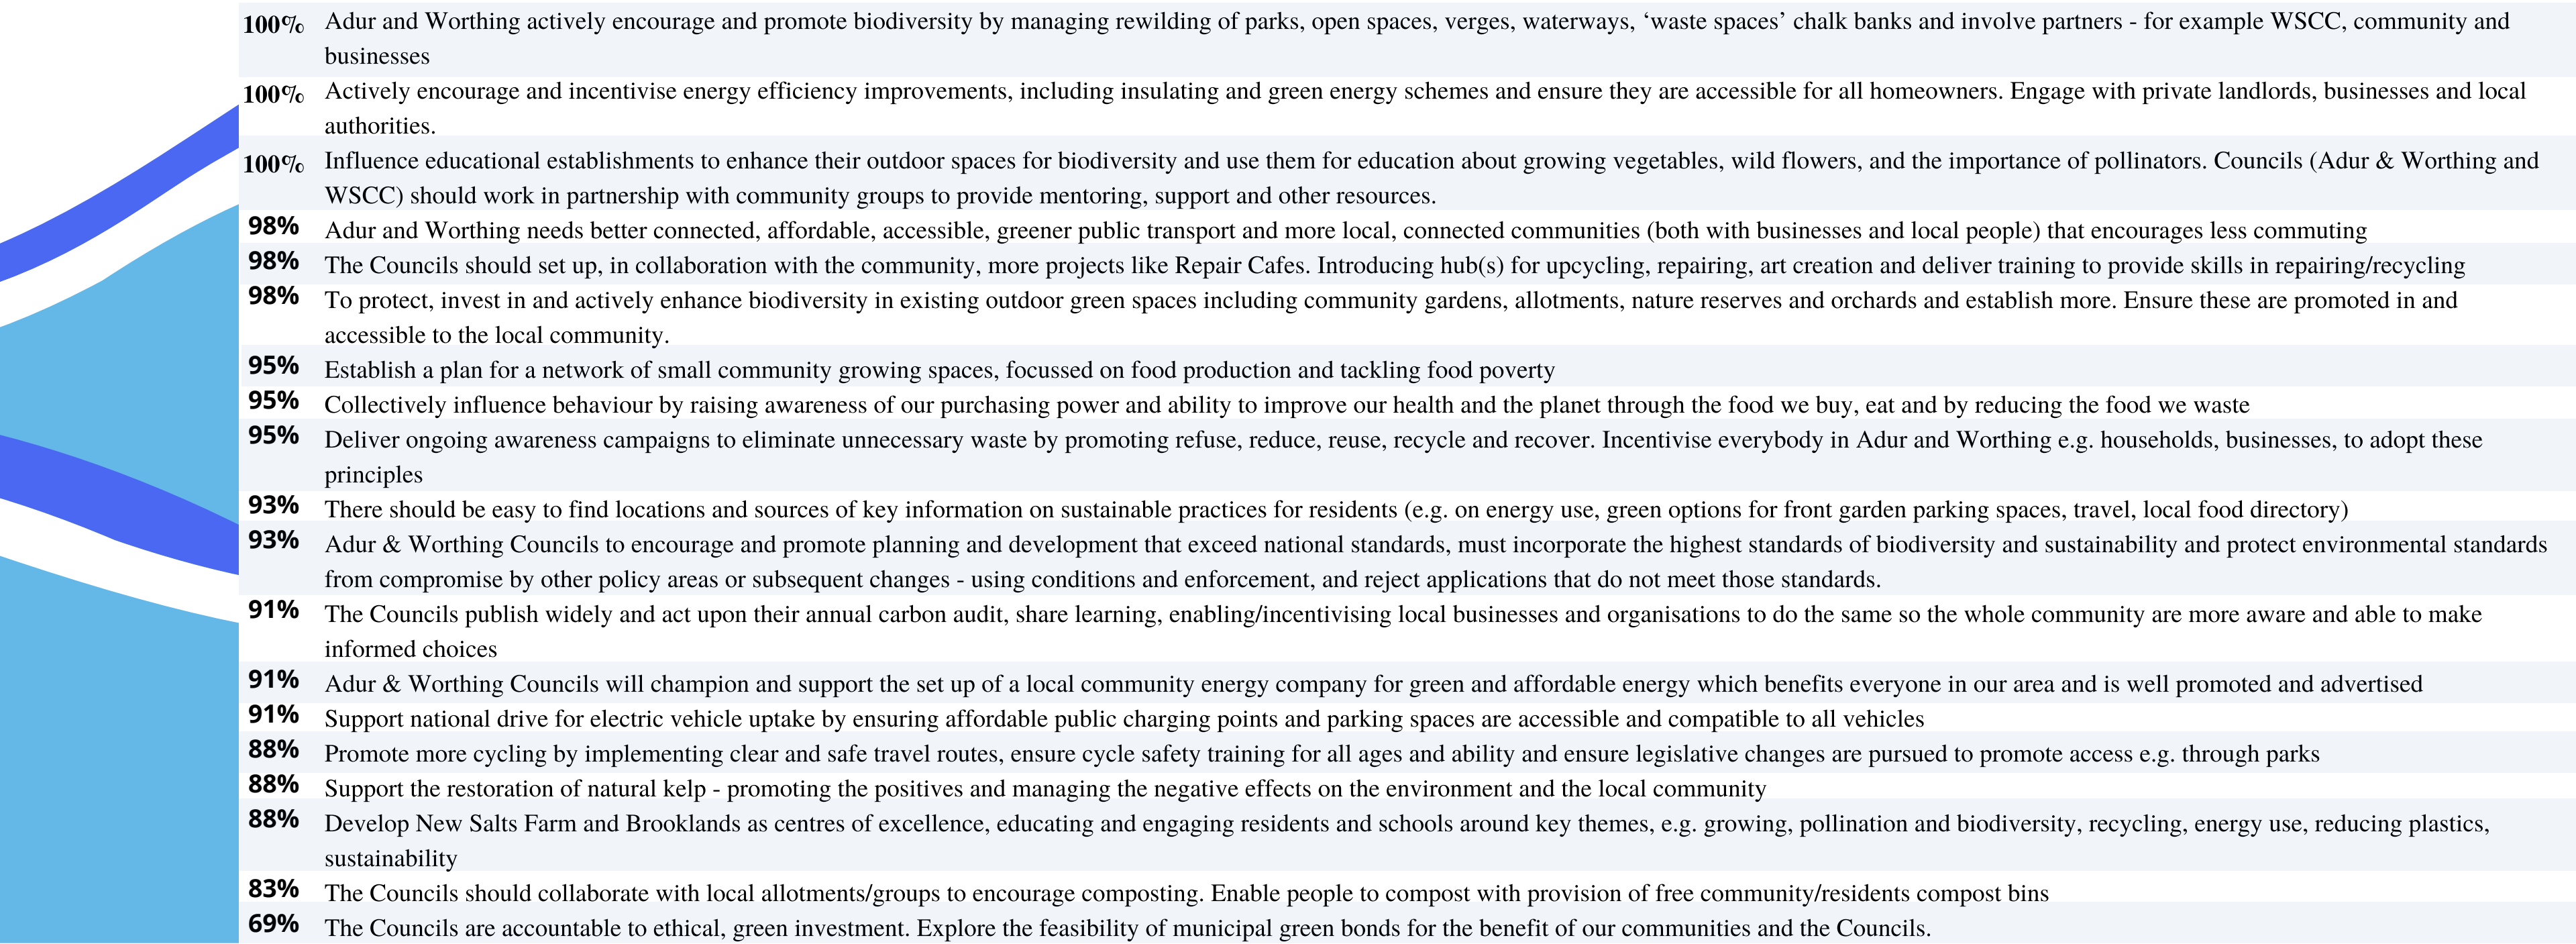 100% Adur and Worthing actively encourage and promote biodiversity by managing rewilding of parks, open spaces, verges, waterways, ‘waste spaces’ chalk banks and involve partners - for example WSCC, community and
businesses
100% Actively encourage and incentivise energy efficiency improvements, including insulating and green energy schemes and ensure they are accessible for all homeowners. Engage with private landlords, businesses and local
authorities.
100% Influence educational establishments to enhance their outdoor spaces for biodiversity and use them for education about growing vegetables, wild flowers, and the importance of pollinators. Councils (Adur & Worthing and
WSCC) should work in partnership with community groups to provide mentoring, support and other resources.
98% Adur and Worthing needs better connected, affordable, accessible, greener public transport and more local, connected communities (both with businesses and local people) that encourages less commuting
98% The Councils should set up, in collaboration with the community, more projects like Repair Cafes. Introducing hub(s) for upcycling, repairing, art creation and deliver training to provide skills in repairing/recycling
98% To protect, invest in and actively enhance biodiversity in existing outdoor green spaces including community gardens, allotments, nature reserves and orchards and establish more. Ensure these are promoted in and
accessible to the local community.
95% Establish a plan for a network of small community growing spaces, focussed on food production and tackling food poverty
95% Collectively influence behaviour by raising awareness of our purchasing power and ability to improve our health and the planet through the food we buy, eat and by reducing the food we waste
95% Deliver ongoing awareness campaigns to eliminate unnecessary waste by promoting refuse, reduce, reuse, recycle and recover. Incentivise everybody in Adur and Worthing e.g. households, businesses, to adopt these
principles
93% There should be easy to find locations and sources of key information on sustainable practices for residents (e.g. on energy use, green options for front garden parking spaces, travel, local food directory)
93% Adur & Worthing Councils to encourage and promote planning and development that exceed national standards, must incorporate the highest standards of biodiversity and sustainability and protect environmental standards
from compromise by other policy areas or subsequent changes - using conditions and enforcement, and reject applications that do not meet those standards.
91% The Councils publish widely and act upon their annual carbon audit, share learning, enabling/incentivising local businesses and organisations to do the same so the whole community are more aware and able to make
informed choices
91% Adur & Worthing Councils will champion and support the set up of a local community energy company for green and affordable energy which benefits everyone in our area and is well promoted and advertised
91% Support national drive for electric vehicle uptake by ensuring affordable public charging points and parking spaces are accessible and compatible to all vehicles
88% Promote more cycling by implementing clear and safe travel routes, ensure cycle safety training for all ages and ability and ensure legislative changes are pursued to promote access e.g. through parks
88% Support the restoration of natural kelp - promoting the positives and managing the negative effects on the environment and the local community
88% Develop New Salts Farm and Brooklands as centres of excellence, educating and engaging residents and schools around key themes, e.g. growing, pollination and biodiversity, recycling, energy use, reducing plastics,
sustainability
83% The Councils should collaborate with local allotments/groups to encourage composting. Enable people to compost with provision of free community/residents compost bins
69% The Councils are accountable to ethical, green investment. Explore the feasibility of municipal green bonds for the benefit of our communities and the Councils.